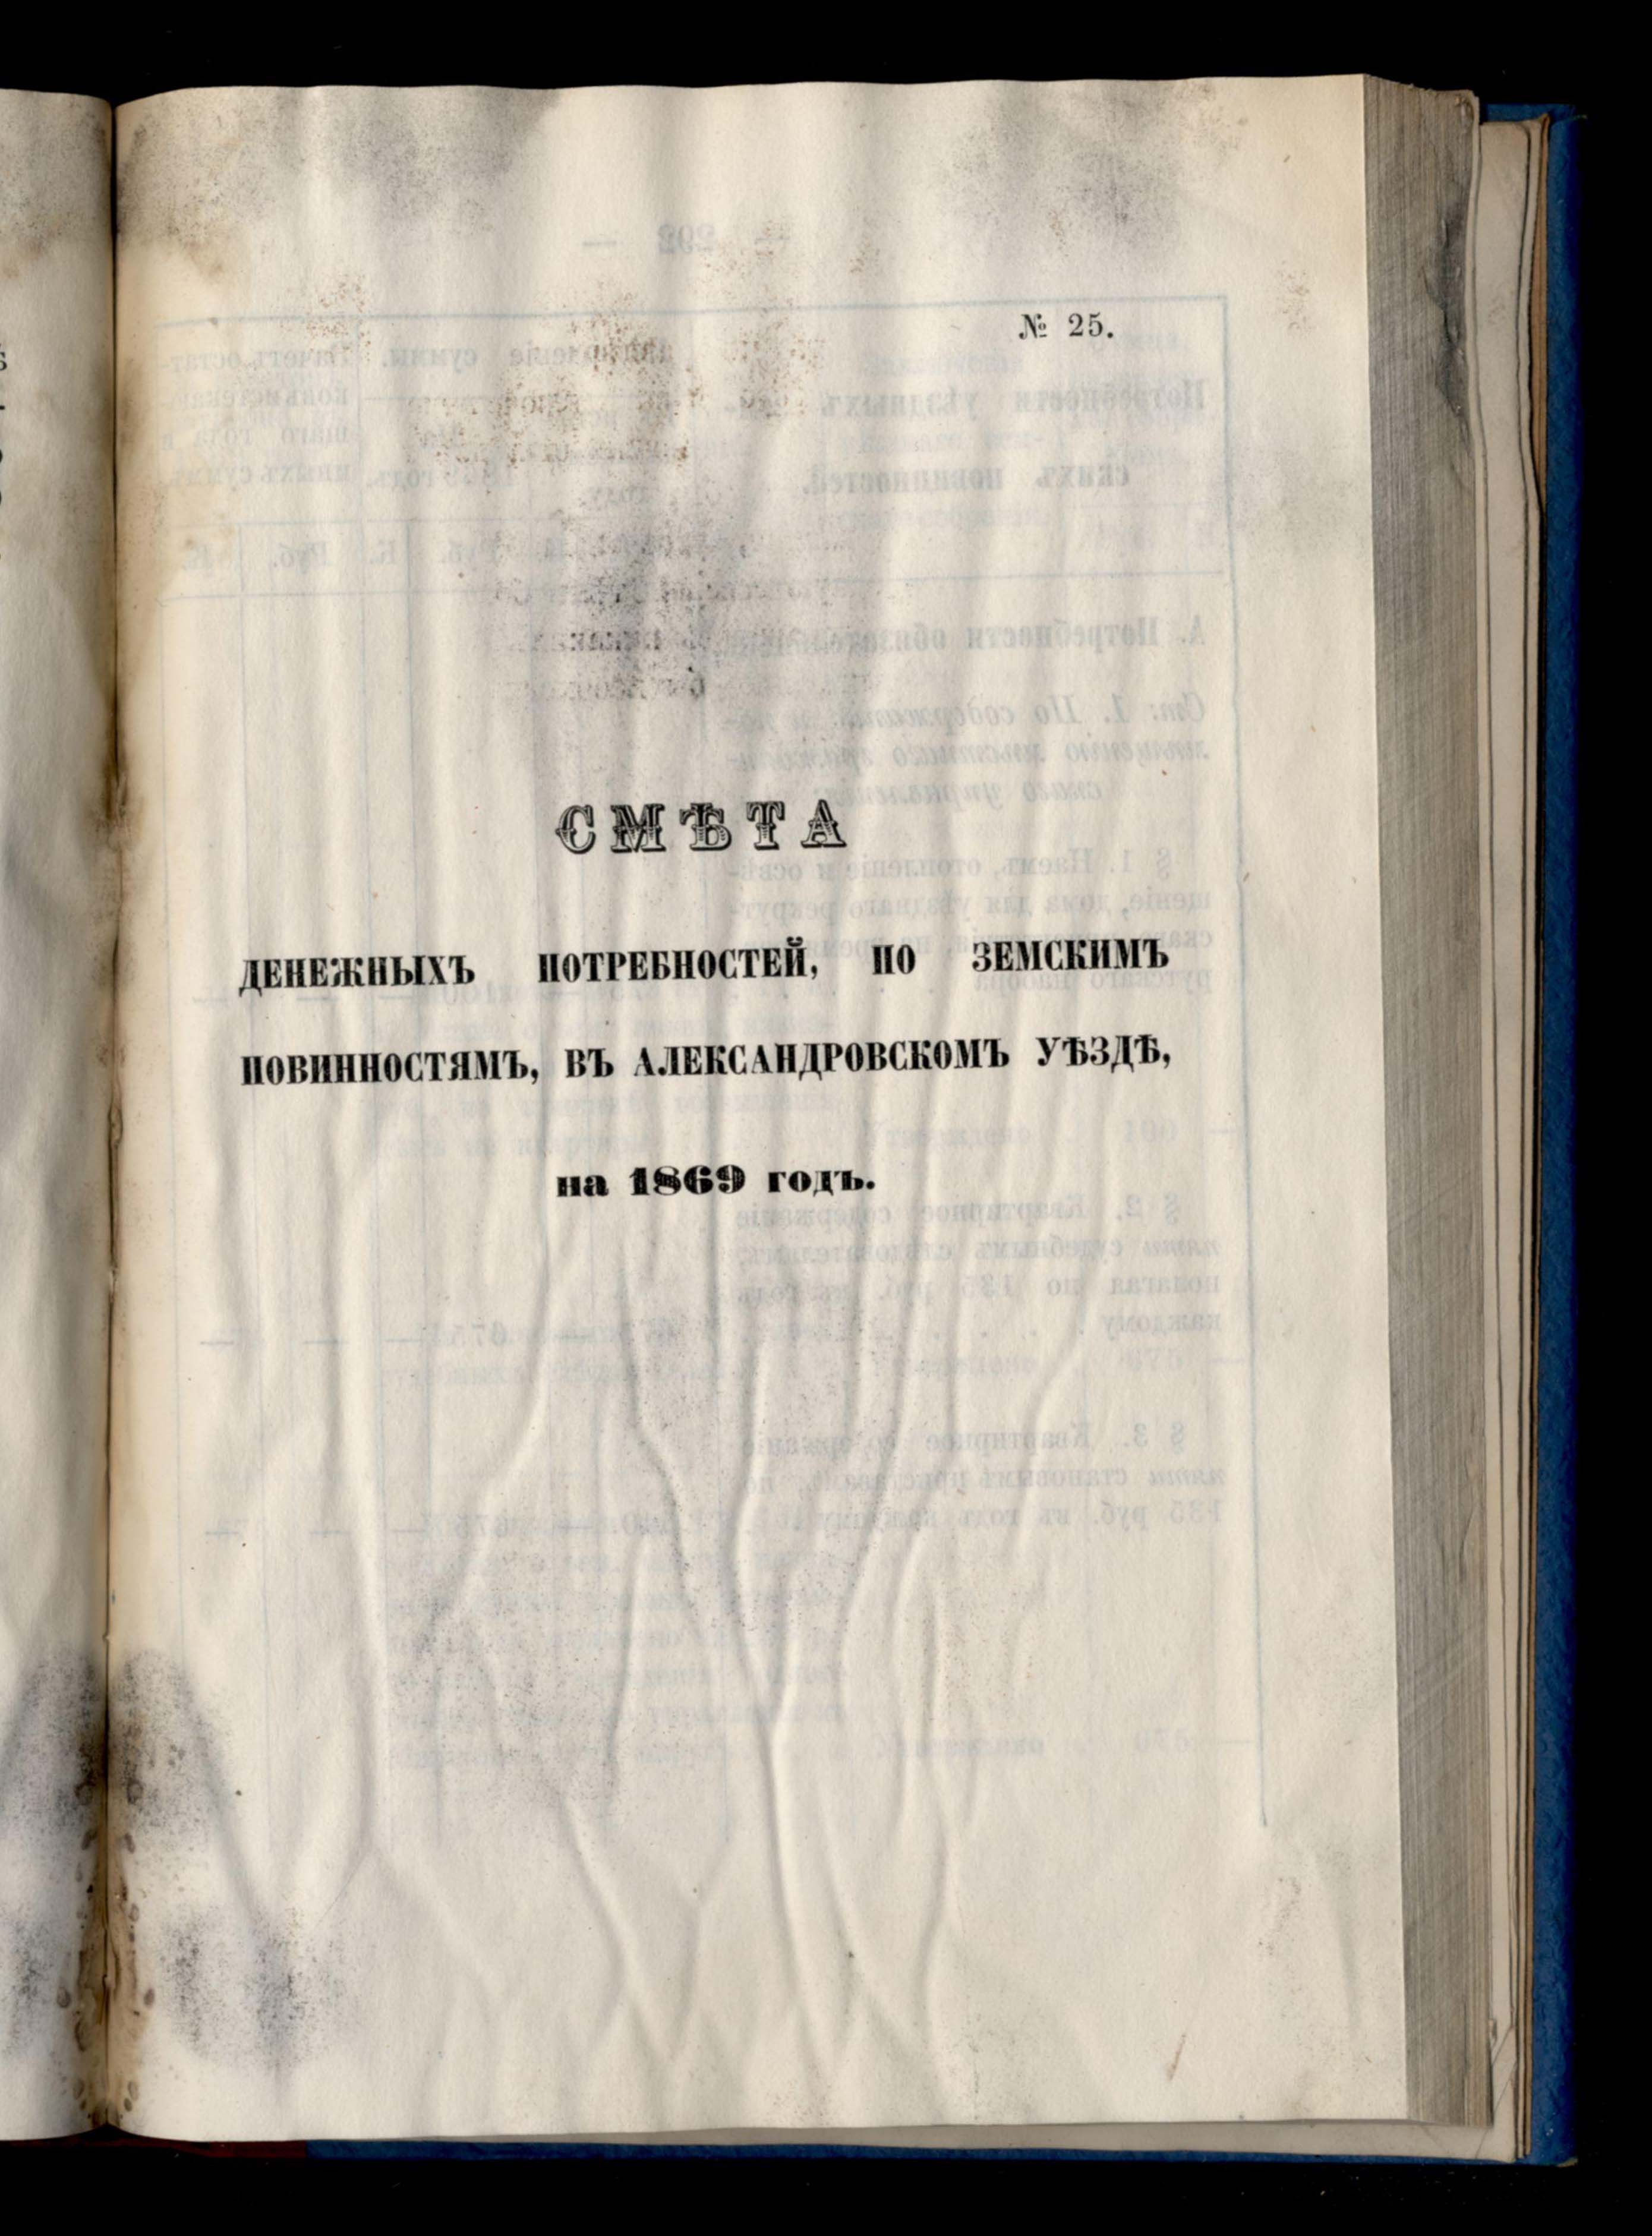 № 25.
СМѢТА
ДЕНЕЖНЫХЪ ПОТРЕБНОСТЕЙ, ПО ЗЕМСКИМЪ
ПОВИННОСТЯМЪ, ВЪ АЛЕКСАНДРОВСКОМЪ УѢЗДѢ,
на 1869 годъ.